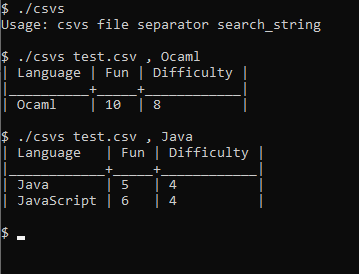 $ ./csvs
Usage: csvs file separator search_string
$ ./csvs test.csv , Ocaml
| Language | Fun | Difficulty |
|__________+_____+____________|
| Ocaml    | 10  | 8          |
$ ./csvs test.csv , Java
| Language   | Fun | Difficulty |
|____________+_____+____________|
| Java       | 5   | 4          |
| JavaScript | 6   | 4          |
$ _